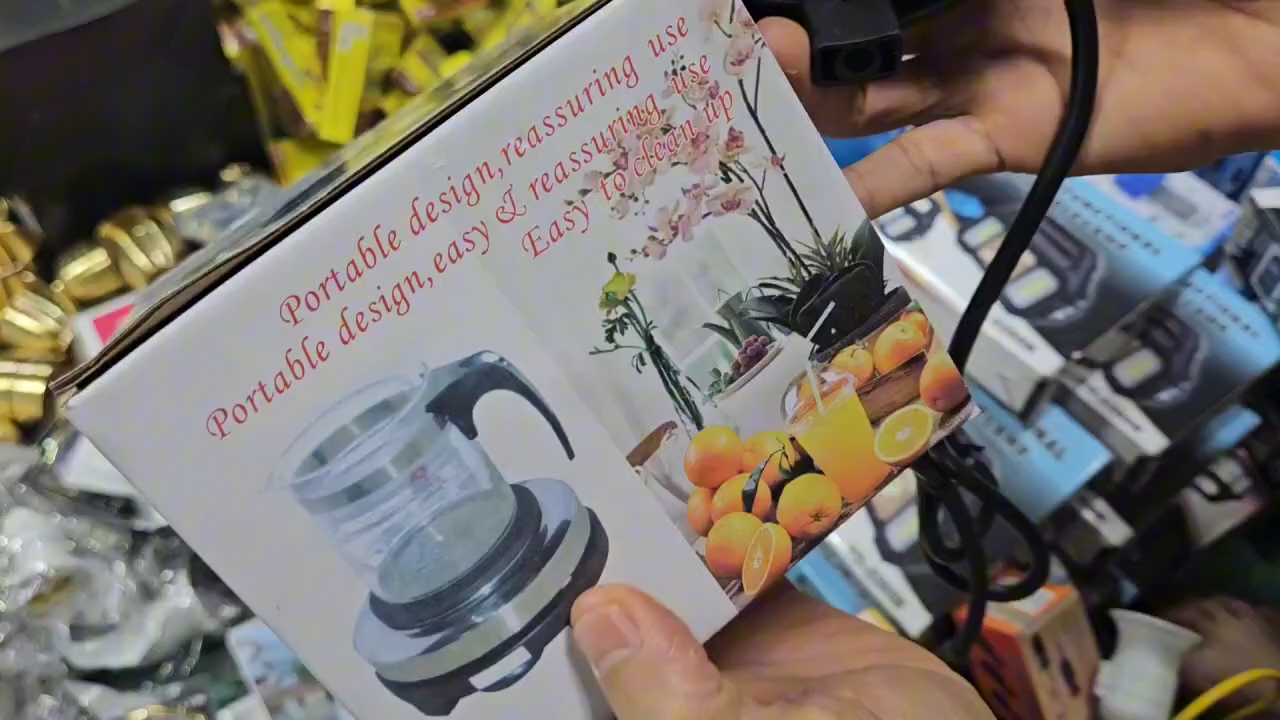 Portable design,reassuring use
Portable design,easy & reassuring use
Easy to clean up